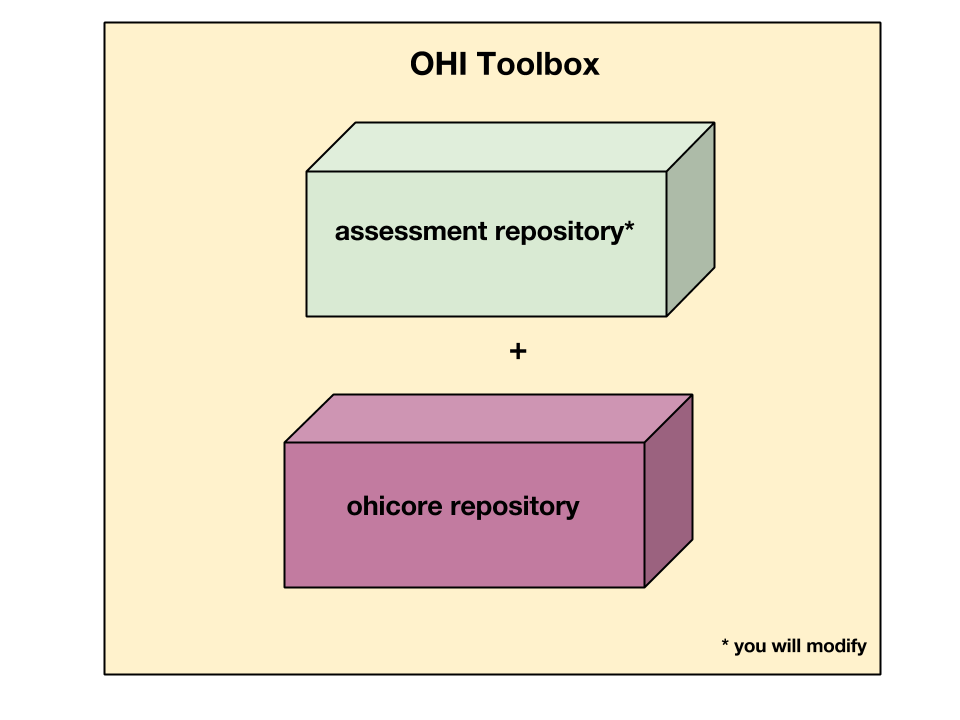 OHI Toolbox
assessment repository*
+
ohicore repository
* you will modify